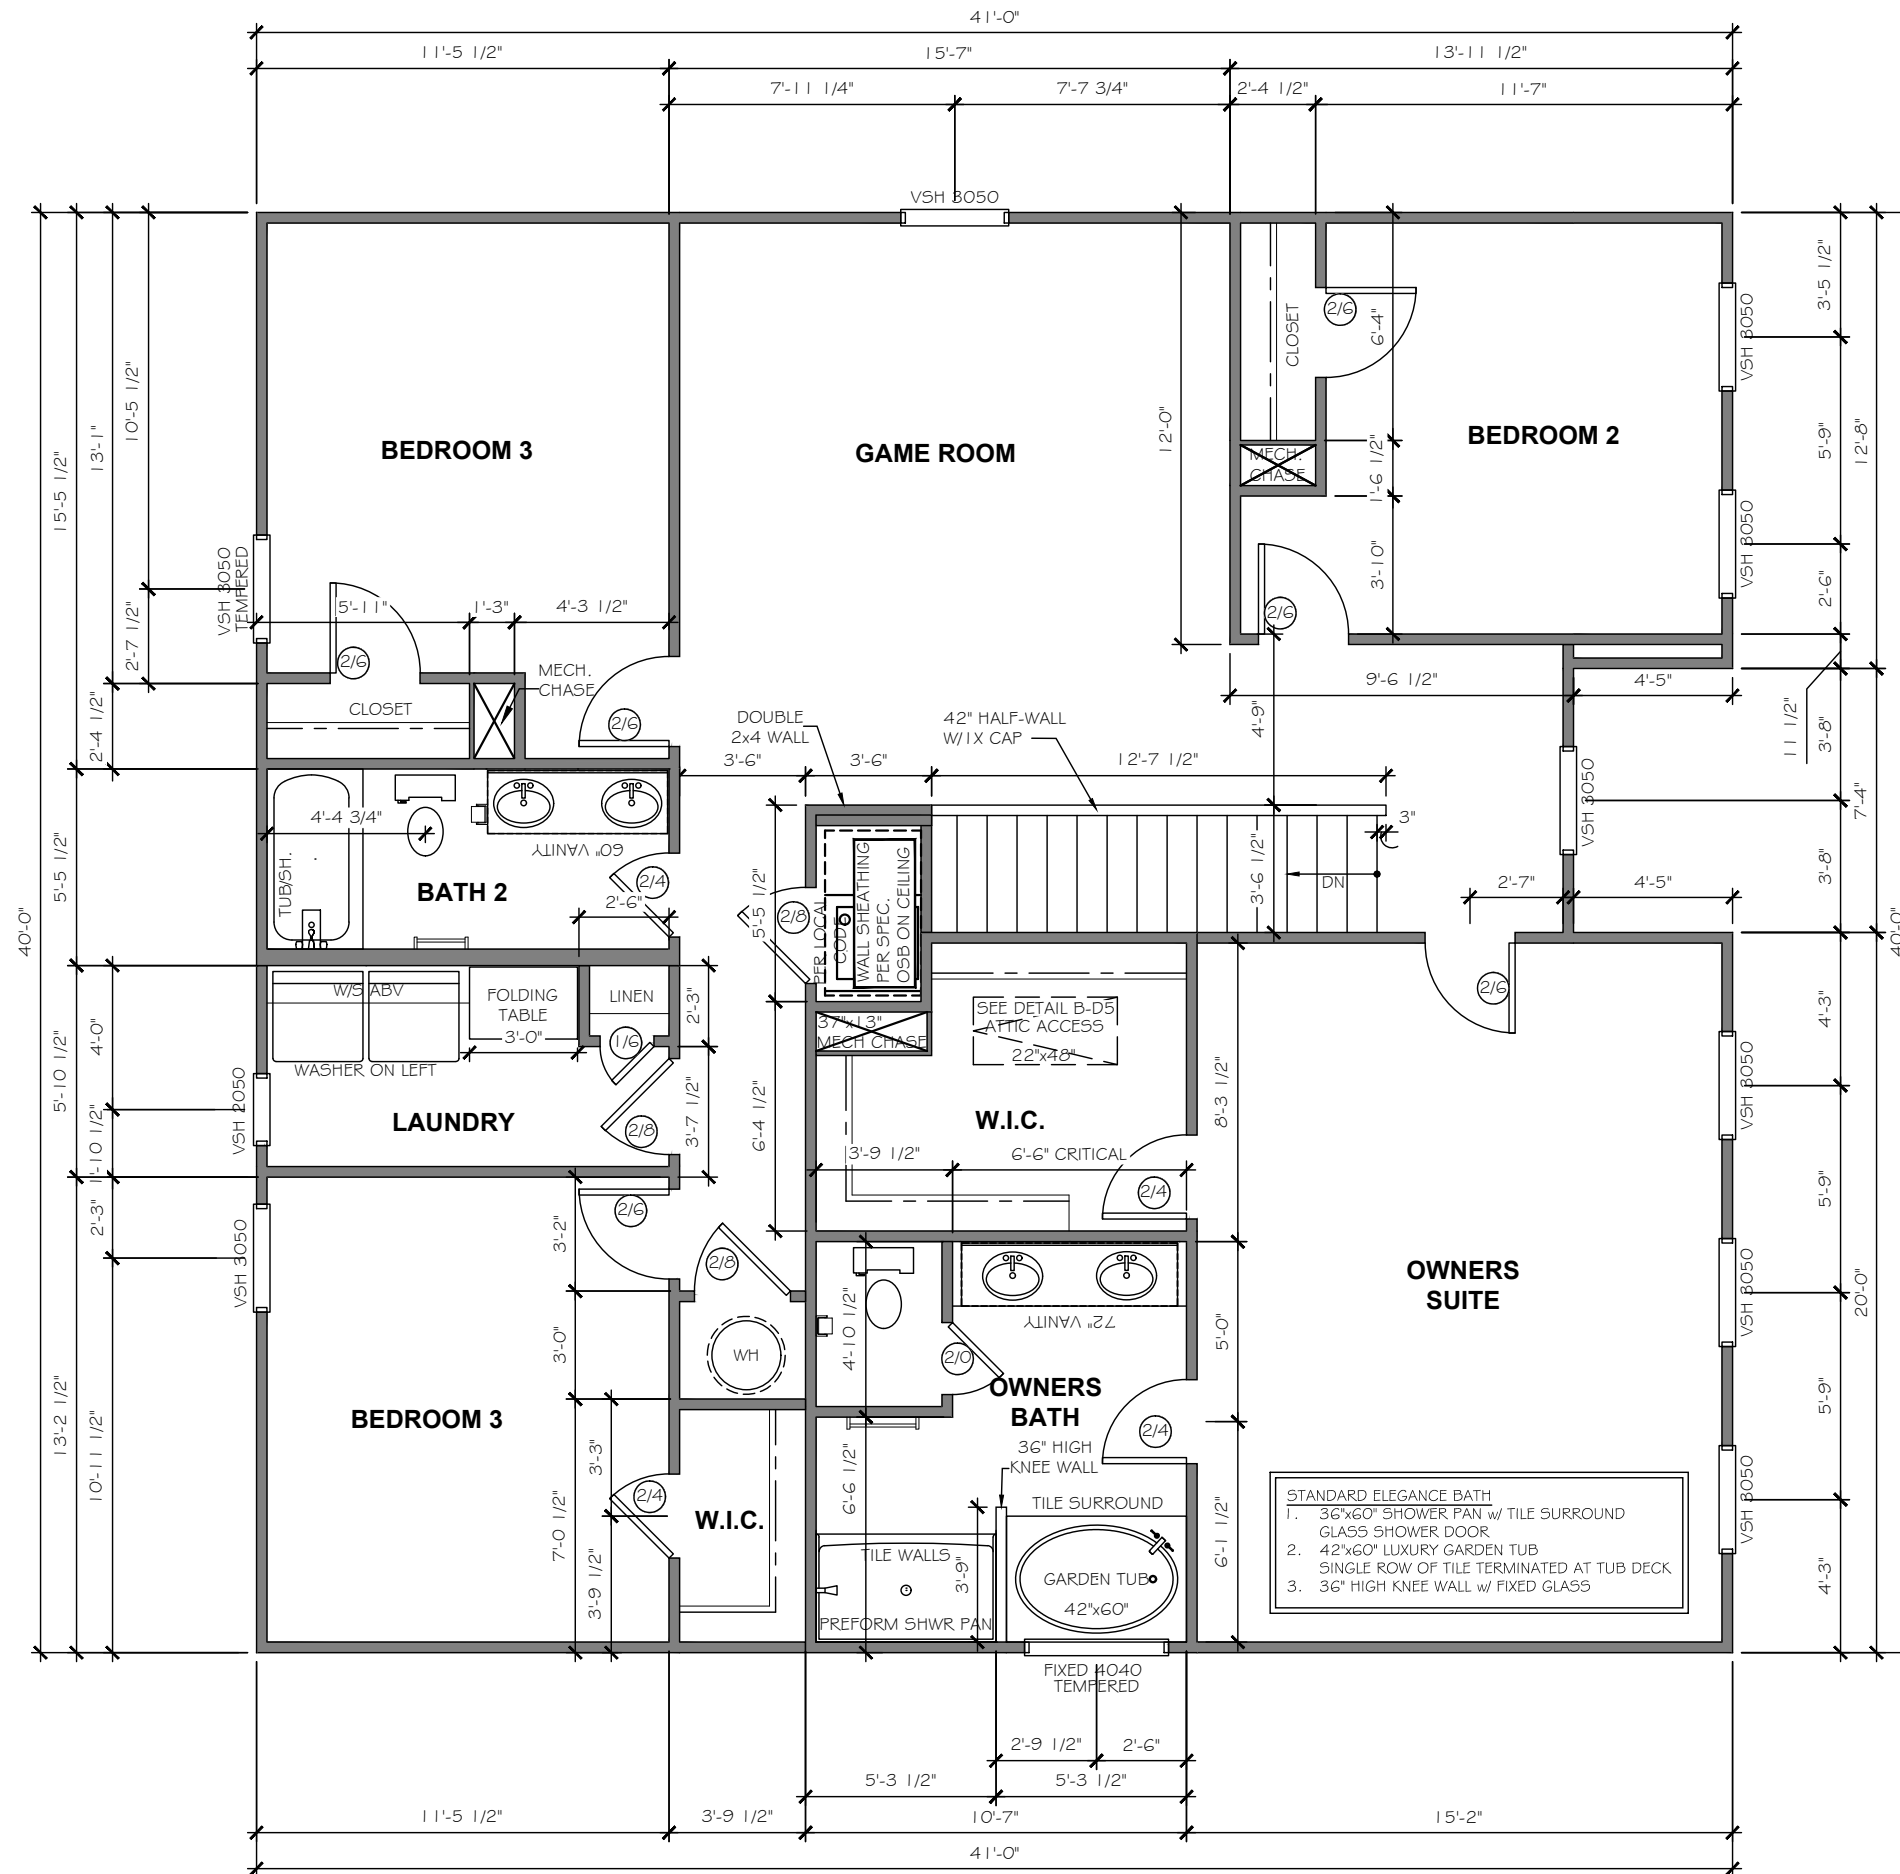 41'-0"
11'-5 1/2"
15'-7"
13'-11 1/2"
7'-11 1/4"
7'-7 3/4"
2'-4 1/2"
11'-7"
VSH 3050
BEDROOM 3
GAME ROOM
BEDROOM 2
CLOSET
2/6
6'-4"
12'-0"
MECH.
CHASE
1'-6 1/2"
3'-10"
2/6
VSH 3050
VSH 3050
3'-5 1/2"
5'-9"
2'-6"
12'-8"
11 1/2"
3'-8"
7'-4"
3'-8"
40'-0"
40'-0"
15'-5 1/2"
13'-1"
10'-5 1/2"
2'-7 1/2"
2'-4 1/2"
VSH 3050
TEMPERED
5'-11"
1'-3"
4'-3 1/2"
2/6
MECH.
CHASE
CLOSET
2/6
DOUBLE
2x4 WALL
42" HALF-WALL
W/1X CAP
3'-6"
3'-6"
12'-7 1/2"
4'-9"
9'-6 1/2"
4'-5"
VSH 3050
3"
3'-6 1/2"
DN
2'-7"
4'-5"
4'-4 3/4"
TUB/SH.
60" VANITY
BATH 2
2/4
2'-6"
5'-5 1/2"
5'-5 1/2"
2/8
PER LOCAL
CODE
WALL SHEATHING
PER SPEC.
OSB ON CEILING
2/6
W/S ABV
FOLDING
TABLE
3'-0"
LINEN
2'-3"
1/6
WASHER ON LEFT
LAUNDRY
2/8
3'-7 1/2"
VSH 2050
4'-0"
5'-10 1/2"
1'-10 1/2"
2'-3"
37"x13"
MECH CHASE
SEE DETAIL B-D5
ATTIC ACCESS
22"x48"
W.I.C.
6'-4 1/2"
3'-9 1/2"
6'-6" CRITICAL
2/4
8'-3 1/2"
VSH 3050
4'-3"
5'-9"
VSH 3050
20'-0"
5'-9"
VSH 3050
4'-3"
VSH 3050
2/6
3'-2"
2/8
3'-0"
WH
13'-2 1/2"
10'-11 1/2"
BEDROOM 3
4'-10 1/2"
72" VANITY
2/0
OWNERS
BATH
5'-0"
OWNERS
SUITE
2/4
36" HIGH
KNEE WALL
3'-3"
2/4
7'-0 1/2"
3'-9 1/2"
W.I.C.
6'-6 1/2"
TILE SURROUND
TILE WALLS
3'-9"
PREFORM SHWR PAN
GARDEN TUB
42"x60"
6'-1 1/2"
STANDARD ELEGANCE BATH
1. 36"x60" SHOWER PAN w/ TILE SURROUND
GLASS SHOWER DOOR
2. 42"x60" LUXURY GARDEN TUB
SINGLE ROW OF TILE TERMINATED AT TUB DECK
3. 36" HIGH KNEE WALL w/ FIXED GLASS
FIXED 4040
TEMPERED
2'-9 1/2"
2'-6"
5'-3 1/2"
5'-3 1/2"
11'-5 1/2"
3'-9 1/2"
10'-7"
15'-2"
41'-0"